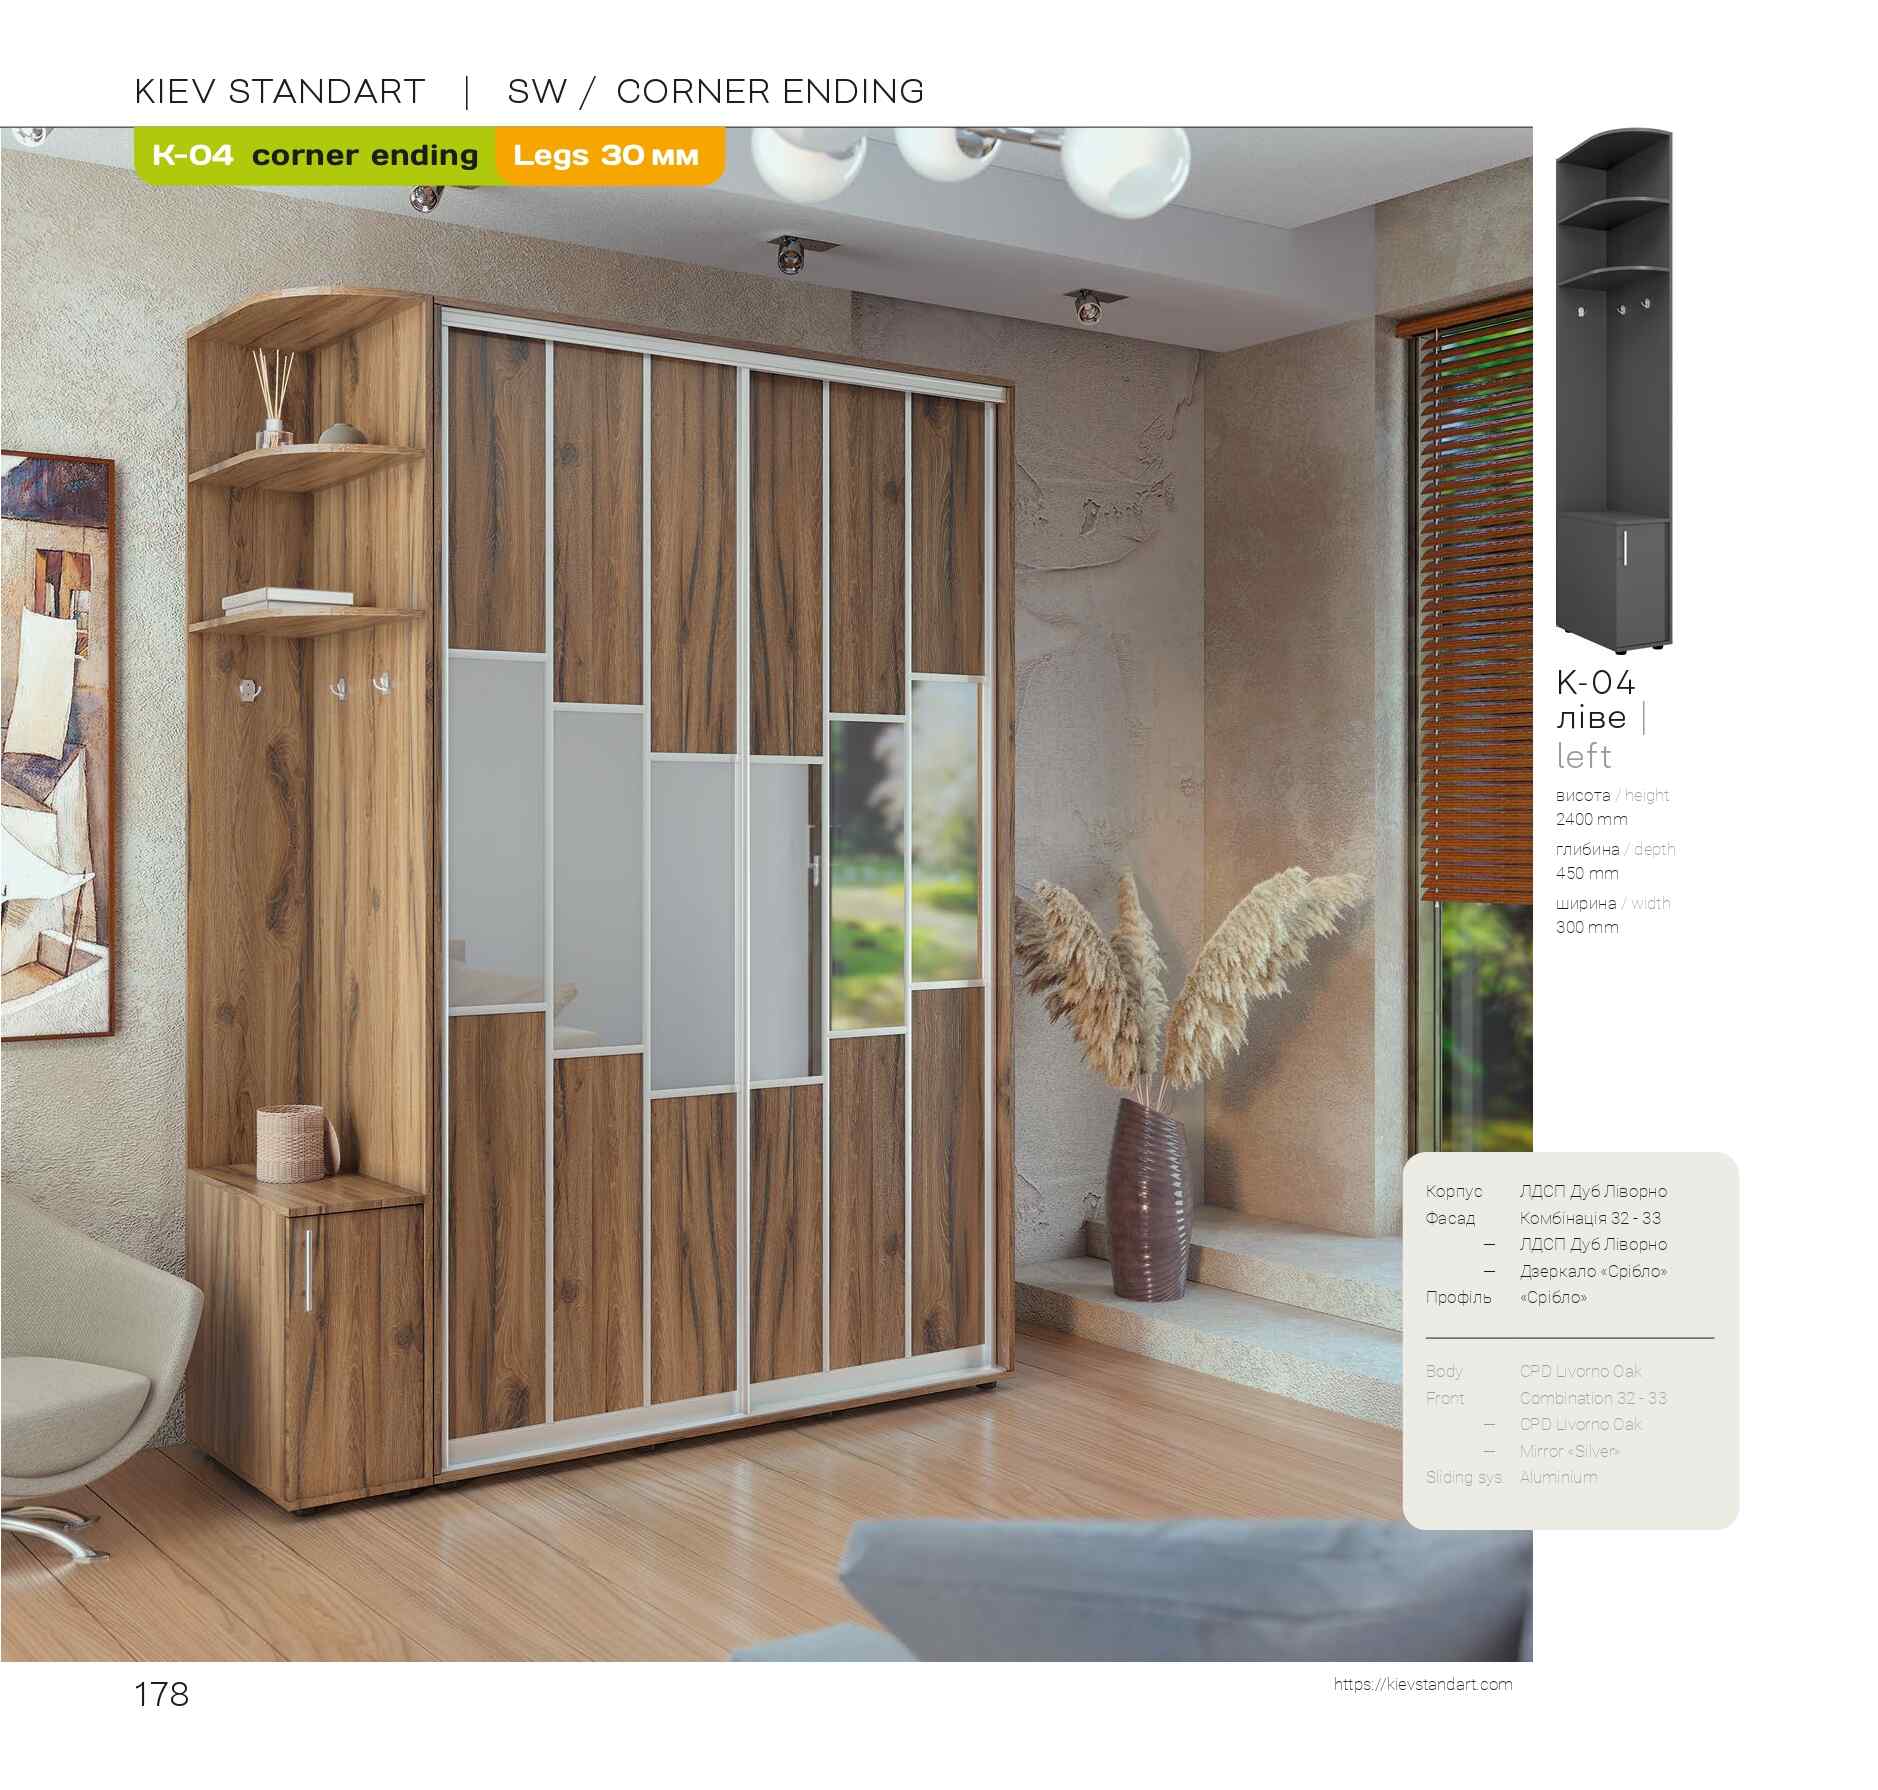 KIEV STANDART | SW / CORNER ENDING
K-04 corner ending Legs 30 мм
K-04
ліве |
left
висота / height
2400 mm
глибина / depth
450 mm
ширина / width
300 mm
Корпус ЛДСП Дуб Ліворно
Фасад Комбінація 32 - 33
— ЛДСП Дуб Ліворно
— Дзеркало «Срібло»
Профіль «Срібло»
Body CPD Livorno Oak
Front Combination 32 - 33
— CPD Livorno Oak
— Mirror «Silver»
Sliding sys. Aluminium
178
https://kievstandart.com